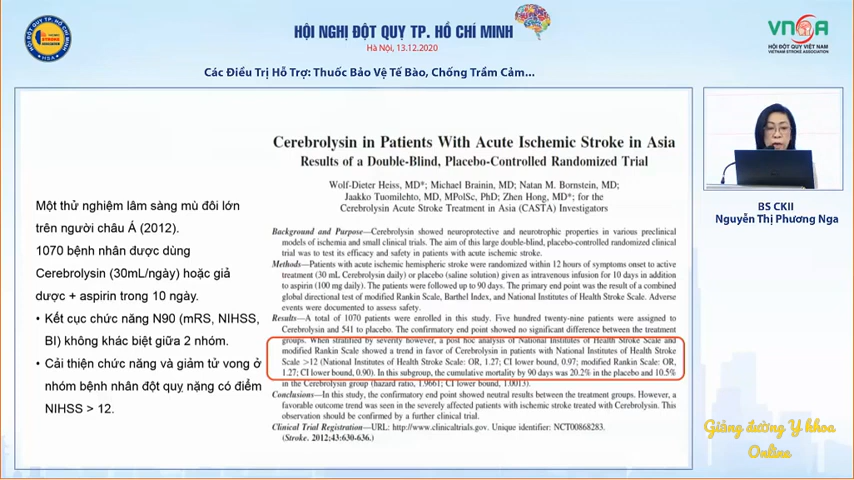 HỘI NGHỊ ĐỘT QUỴ TP. HỒ CHÍ MINH
Hà Nội, 13.12.2020
Các Điều Trị Hỗ Trợ: Thuốc Bảo Vệ Tế Bào, Chống Trầm Cảm...
VNSA
HỘI ĐỘT QUỴ VIỆT NAM
VIETNAM STROKE ASSOCIATION
Một thử nghiệm lâm sàng mù đôi lớn
trên người châu Á (2012).
1070 bệnh nhân được dùng
Cerebrolysin (30mL/ngày) hoặc giả
dược + aspirin trong 10 ngày.
• Kết cục chức năng N90 (mRS, NIHSS,
BI) không khác biệt giữa 2 nhóm.
• Cải thiện chức năng và giảm tử vong ở
nhóm bệnh nhân đột quỵ nặng có điểm
NIHSS > 12.
Cerebrolysin in Patients With Acute Ischemic Stroke in Asia
Results of a Double-Blind, Placebo-Controlled Randomized Trial
Wolf-Dieter Heiss, MD*; Michael Brainin, MD; Natan M. Bornstein, MD;
Jaakko Tuomilehto, MD, MPolSc, PhD; Zhen Hong, MD*; for the
Cerebrolysin Acute Stroke Treatment in Asia (CASTA) Investigators
Background and Purpose—Cerebrolysin showed neuroprotective and neurotrophic properties in various preclinical
models of ischemia and small clinical trials. The aim of this large double-blind, placebo-controlled randomized clinical
trial was to test its efficacy and safety in patients with acute ischemic stroke.
Methods—Patients with acute ischemic hemispheric stroke were randomized within 12 hours of symptoms onset to active
treatment (30 mL Cerebrolysin daily) or placebo (saline solution) given as intravenous infusion for 10 days in addition
to aspirin (100 mg daily). The patients were followed up to 90 days. The primary end point was the result of a combined
global directional test of modified Rankin Scale, Barthel Index, and National Institutes of Health Stroke Scale. Adverse
events were documented to assess safety.
Results—A total of 1070 patients were enrolled in this study. Five hundred twenty-nine patients were assigned to
Cerebrolysin and 541 to placebo. The confirmatory end point showed no significant difference between the treatment
groups. When stratified by severity however, a post hoc analysis of National Institutes of Health Stroke Scale and
modified Rankin Scale showed a trend in favor of Cerebrolysin in patients with National Institutes of Health Stroke
Scale >12 (National Institutes of Health Stroke Scale: OR, 1.27; CI lower bound, 0.97; modified Rankin Scale: OR,
1.27; CI lower bound, 0.90). In this subgroup, the cumulative mortality by 90 days was 20.2% in the placebo and 10.5%
in the Cerebrolysin group (hazard ratio, 1.9661; CI lower bound, 1.0013).
Conclusions—In this study, the confirmatory end point showed neutral results between the treatment groups. However, a
favorable outcome trend was seen in the severely affected patients with ischemic stroke treated with Cerebrolysin. This
observation should be confirmed by a further clinical trial.
Clinical Trial Registration—URL: http://www.clinicaltrials.gov. Unique identifier: NCT00868283.
(Stroke. 2012;43:630-636.)
BS CKII
Nguyễn Thị Phương Nga
Giảng đường Y khoa
Online